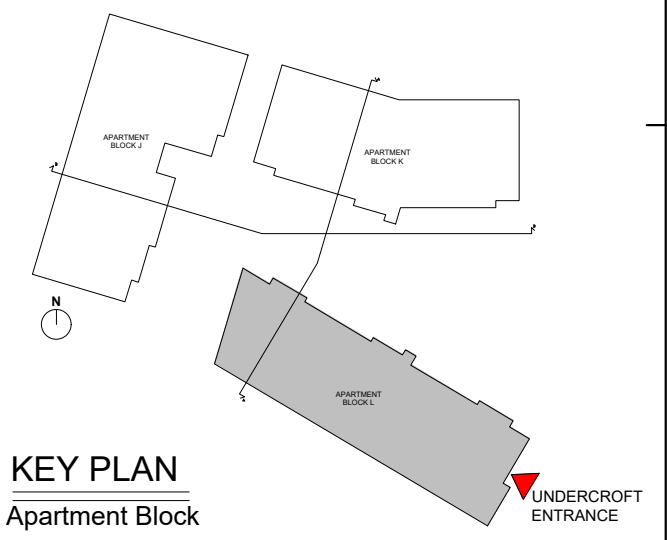 APARTMENT
BLOCK J
APARTMENT
BLOCK K
N
APARTMENT
BLOCK L
KEY PLAN
Apartment Block
UNDERCROFT
ENTRANCE